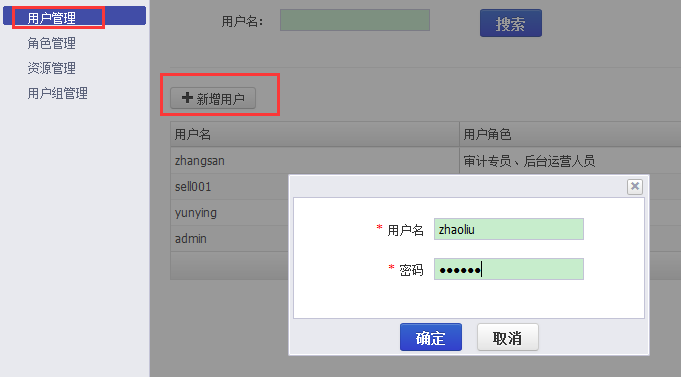 用户管理
角色管理
资源管理
用户组管理
用户名：
搜索
新增用户
用户名 用户角色
zhangsan 审计专员、后台运营人员
sell001
yunying
admin
* 用户名 zhaoliu
* 密码 ●●●●●●
确定 取消